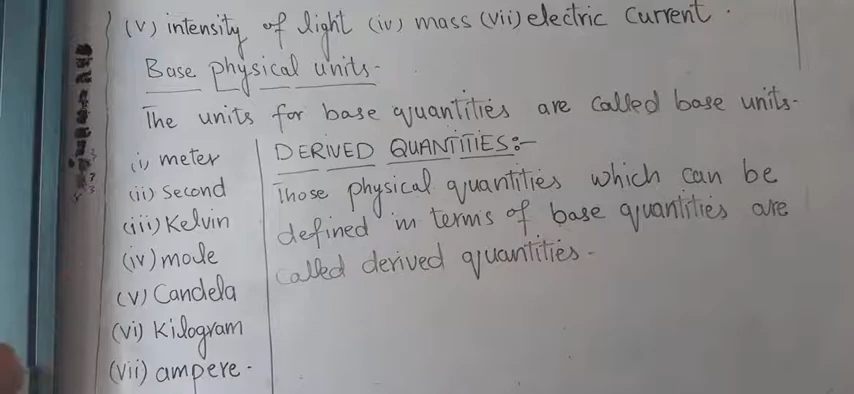 (v) intensity of light (iv) mass (vii) electric current.
Base physical units-
The units for base quantities are called base units-
(i) meter
(ii) Second
(iii) Kelvin
(iv) mole
(v) Candela
(vi) Kilogram
(vii) ampere-
DERIVED QUANTITIES:-
Those physical quantities which can be
defined in terms of base quantities are
called derived quantities-